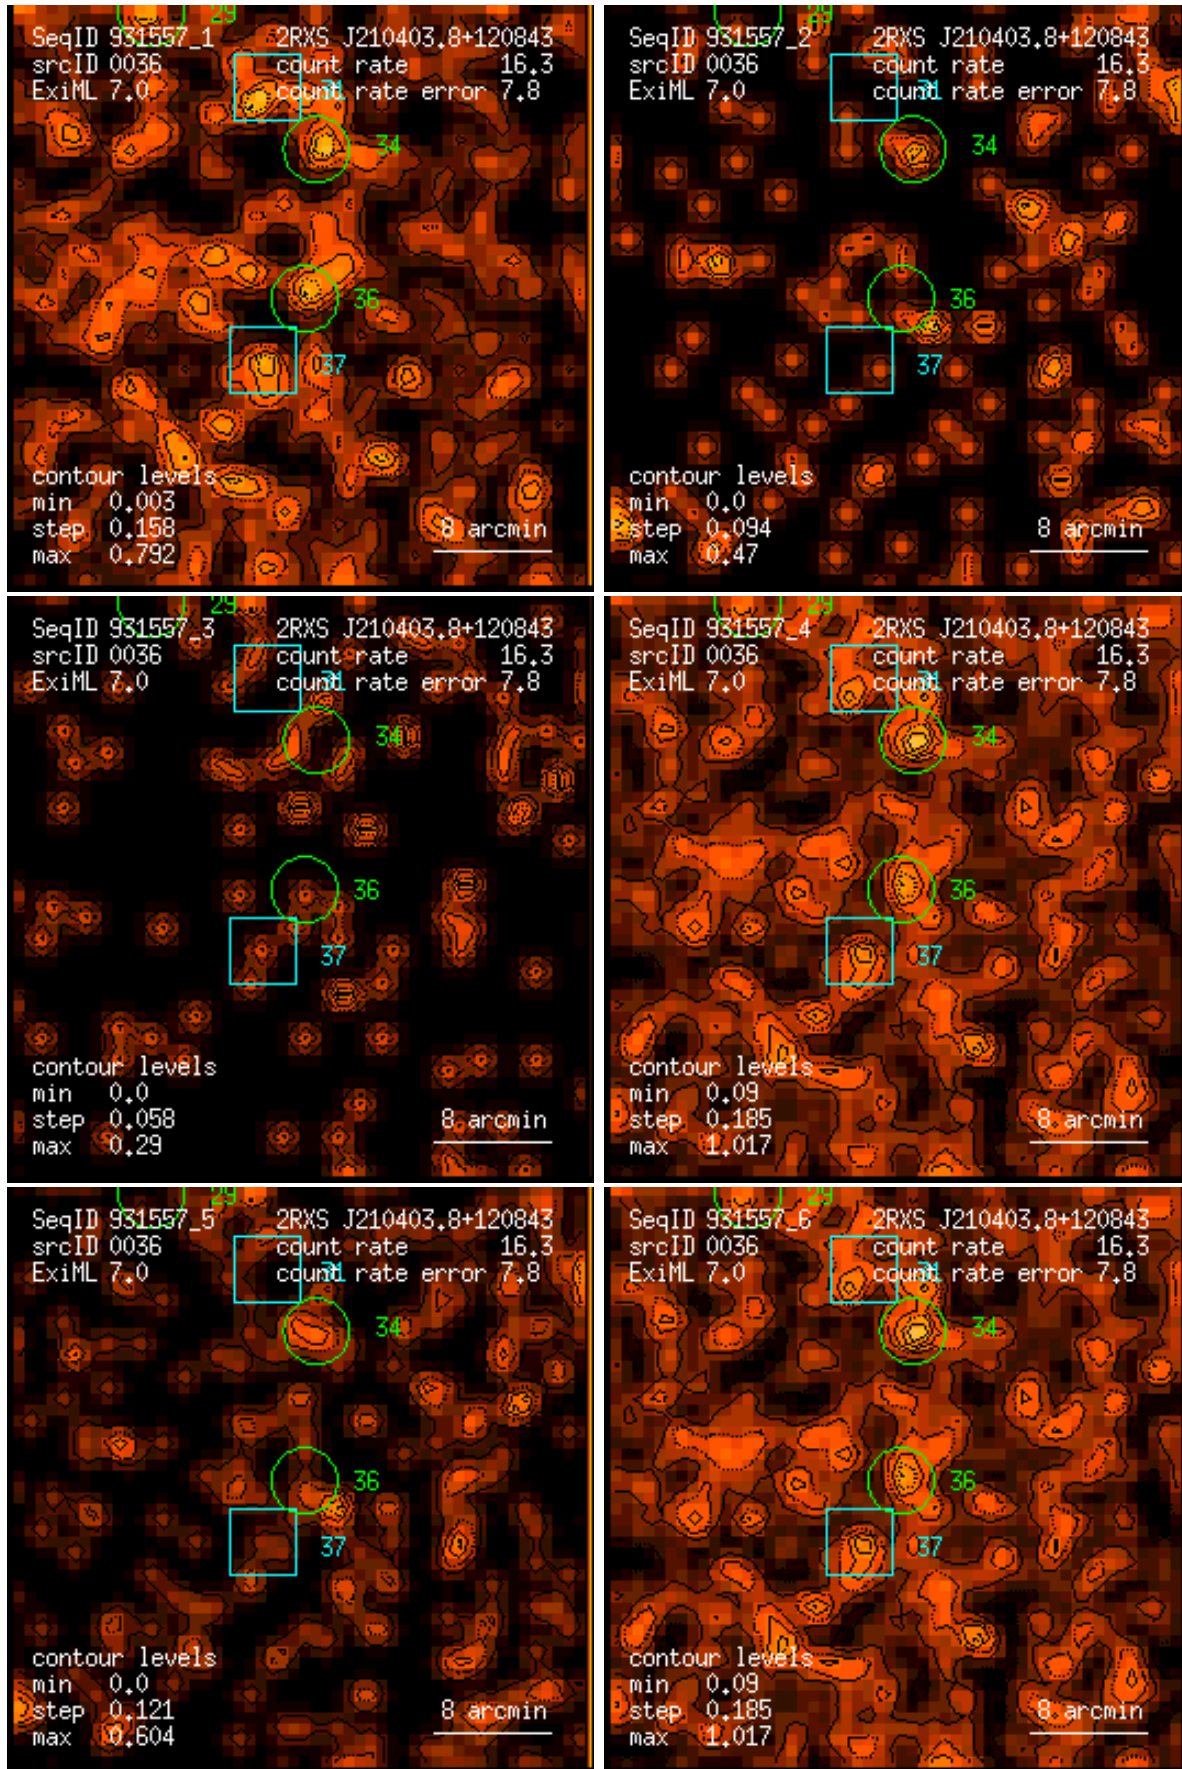 29
SeqID 931557_1 2RXS J210403.8+120843
srcID 0036 count rate 16.3
ExiML 7.0 count rate error 7.8
31
34
36
37
contour levels
min 0.003
step 0.158
max 0.792
8 arcmin
29
SeqID 931557_2 2RXS J210403.8+120843
srcID 0036 count rate 16.3
ExiML 7.0 count rate error 7.8
31
34
36
37
contour levels
min 0.0
step 0.094
max 0.47
8 arcmin
29
SeqID 931557_3 2RXS J210403.8+120843
srcID 0036 count rate 16.3
ExiML 7.0 count rate error 7.8
31
34
36
37
contour levels
min 0.0
step 0.058
max 0.29
8 arcmin
29
SeqID 931557_4 2RXS J210403.8+120843
srcID 0036 count rate 16.3
ExiML 7.0 count rate error 7.8
31
34
36
37
contour levels
min 0.09
step 0.185
max 1.017
8 arcmin
29
SeqID 931557_5 2RXS J210403.8+120843
srcID 0036 count rate 16.3
ExiML 7.0 count rate error 7.8
31
34
36
37
contour levels
min 0.0
step 0.121
max 0.604
8 arcmin
29
SeqID 931557_6 2RXS J210403.8+120843
srcID 0036 count rate 16.3
ExiML 7.0 count rate error 7.8
31
34
36
37
contour levels
min 0.09
step 0.185
max 1.017
8 arcmin